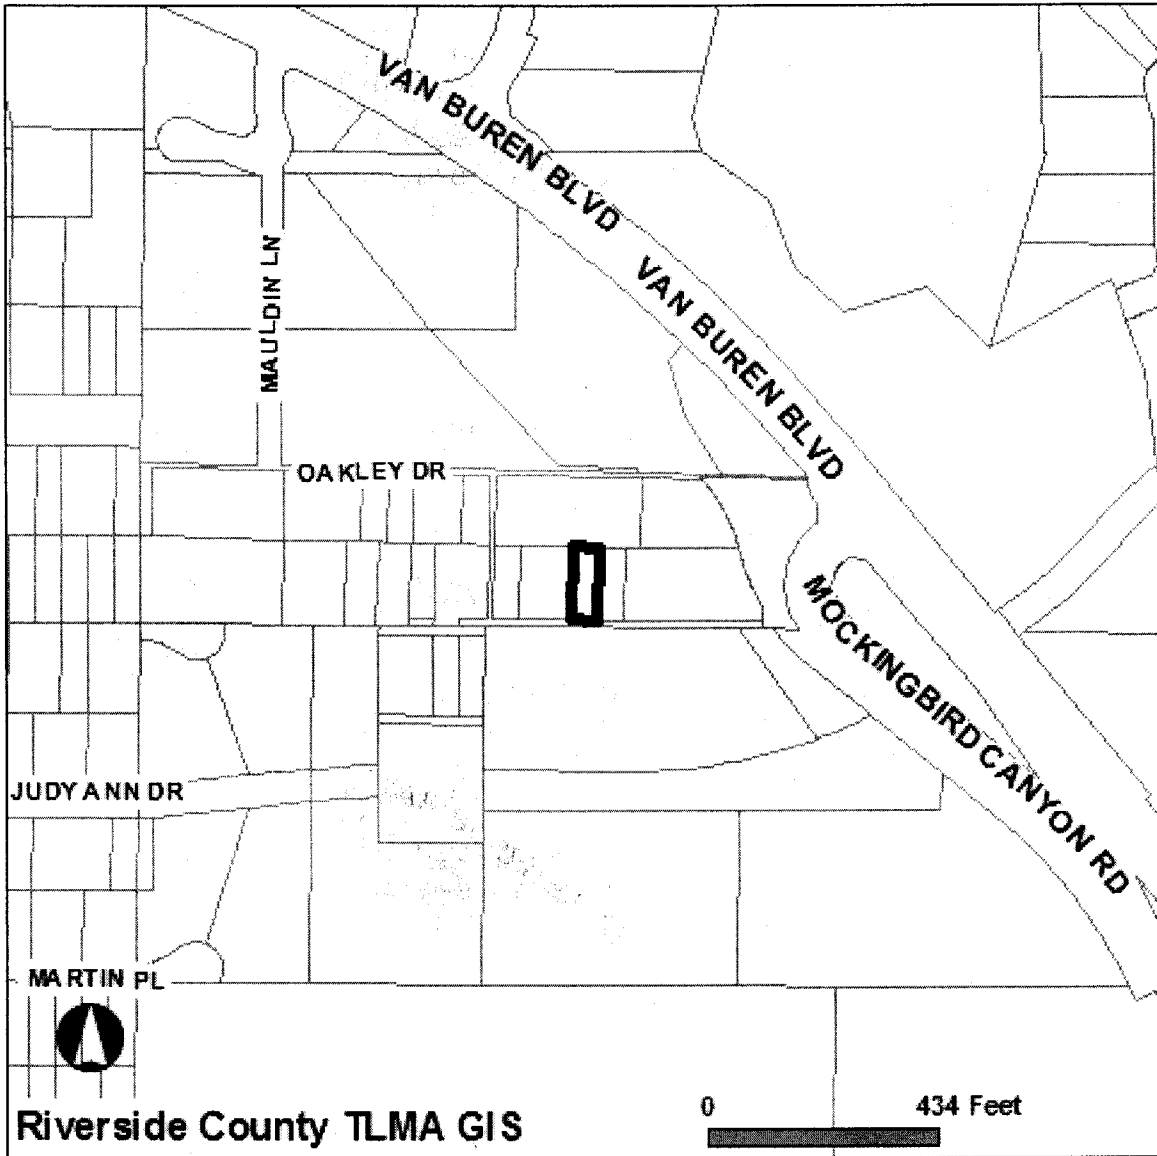 VAN BUREN BLVD
VAN BUREN BLVD
MAULDIN LN
OAKLEY DR
MOCKINGBIRD CANYON RD
JUDY ANN DR
MARTIN PL
Riverside County TLMA GIS
0
434 Feet